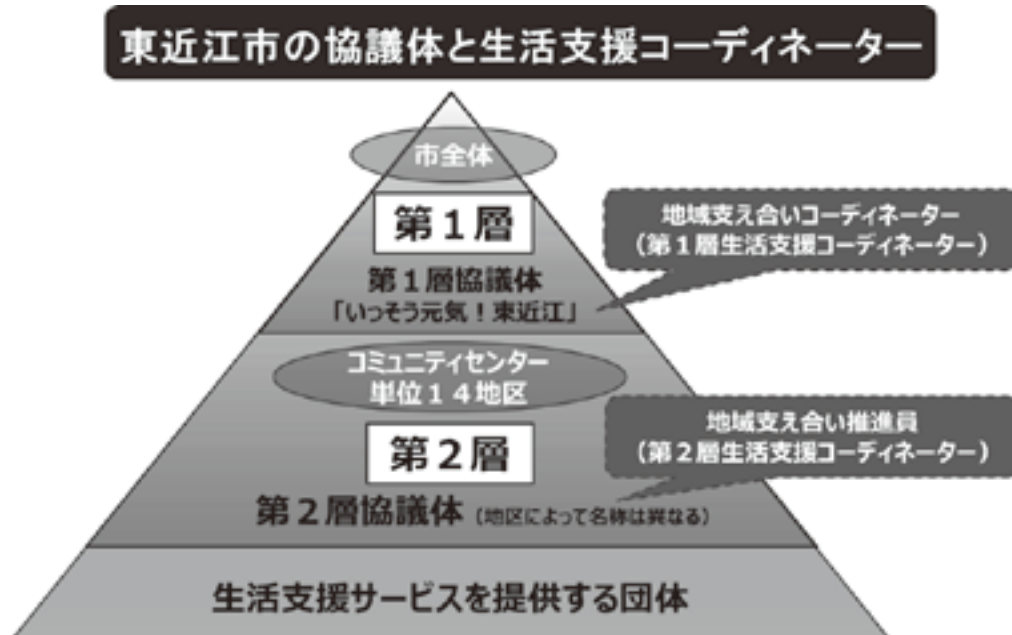 東近江市の協議体と生活支援コーディネーター
市全体
第１層
第１層協議体
「いっそう元気！東近江」
地域支え合いコーディネーター
（第１層生活支援コーディネーター）
コミュニティセンター
単位１４地区
第２層
第２層協議体（地区によって名称は異なる）
地域支え合い推進員
（第２層生活支援コーディネーター）
生活支援サービスを提供する団体